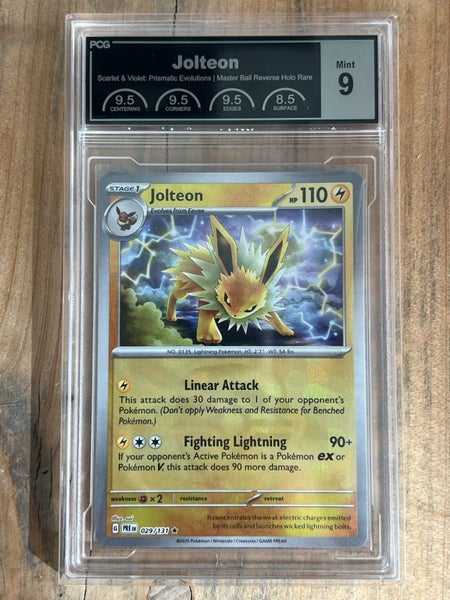 PCG
Jolteon
Scarlet & Violet: Prismatic Evolutions | Master Ball Reverse Holo Rare
Mint
9
9.5
CENTERING
9.5
CORNERS
9.5
EDGES
8.5
SURFACE
STAGE 1
Jolteon
HP 110
Evolves from Eevee
NO. 0135 Lightning Pokémon HT: 2'7" WT: 54 lbs
Linear Attack
This attack does 30 damage to 1 of your opponent's
Pokémon. (Don't apply Weakness and Resistance for Benched
Pokémon.)
Fighting Lightning 90+
If your opponent's Active Pokémon is a Pokémon ex or
Pokémon V, this attack does 90 more damage.
weakness ×2 resistance retreat
Illus.
G PRE EN 029/131 ★
It concentrates the weak electric charges emitted
by its cells and launches wicked lightning bolts.
©2025 Pokémon / Nintendo / Creatures / GAME FREAK